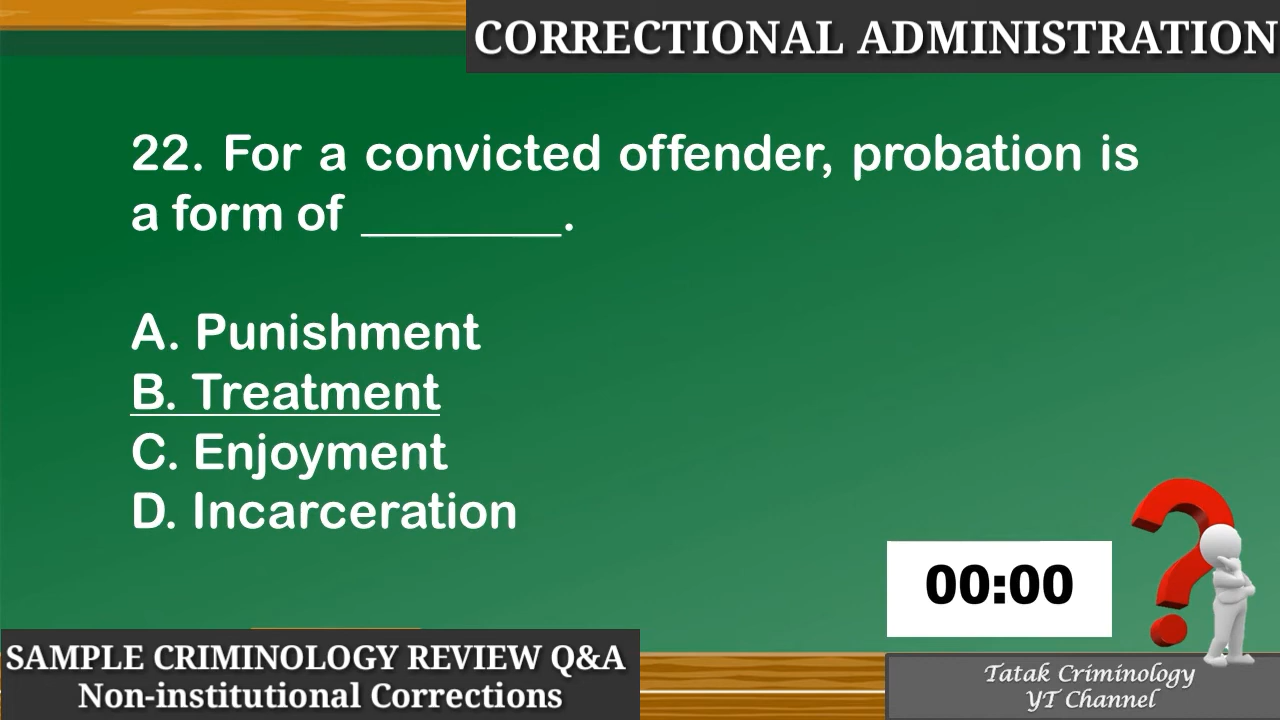 CORRECTIONAL ADMINISTRATION
22. For a convicted offender, probation is
a form of ________.
A. Punishment
B. Treatment
C. Enjoyment
D. Incarceration
00:00
SAMPLE CRIMINOLOGY REVIEW Q&A
Non-institutional Corrections
Tatak Criminology
YT Channel